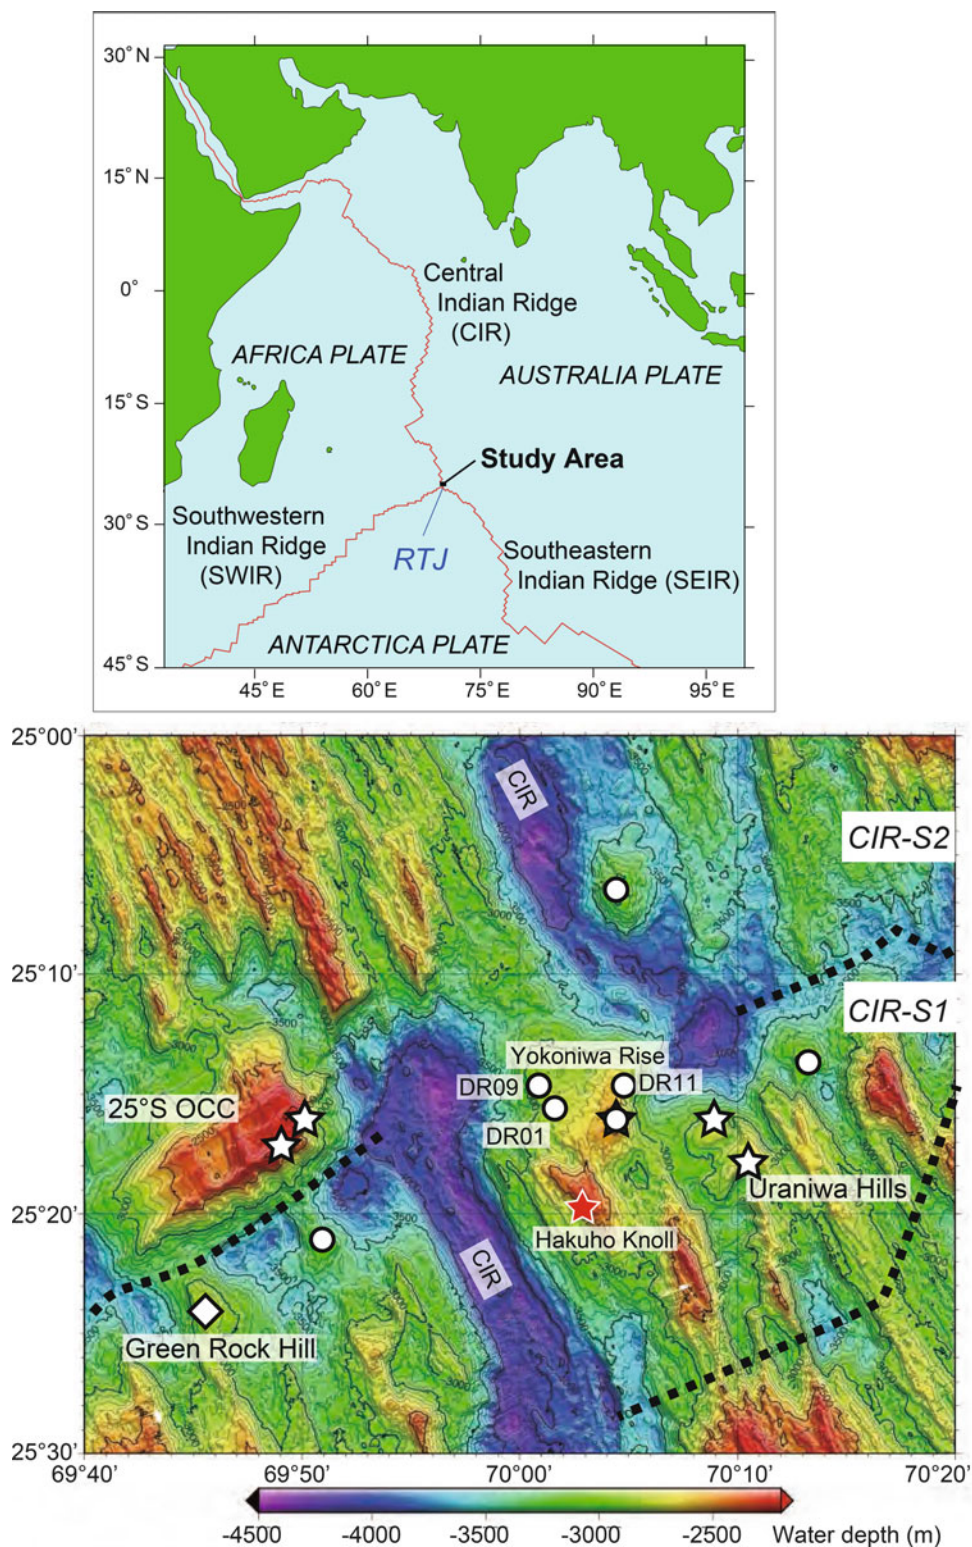 30°N
15°N
0°
15°S
30°S
45°S
45°E
60°E
75°E
90°E
95°E
Central
Indian Ridge
(CIR)
AFRICA PLATE
AUSTRALIA PLATE
Study Area
Southwestern
Indian Ridge
(SWIR)
RTJ
Southeastern
Indian Ridge (SEIR)
ANTARCTICA PLATE
25°00'
25°10'
25°20'
25°30'
69°40'
69°50'
70°00'
70°10'
70°20'
CIR
CIR-S2
CIR-S1
Yokoniwa Rise
DR09
DR11
DR01
25°S OCC
Uraniwa Hills
Hakuho Knoll
CIR
Green Rock Hill
-4500
-4000
-3500
-3000
-2500
Water depth (m)